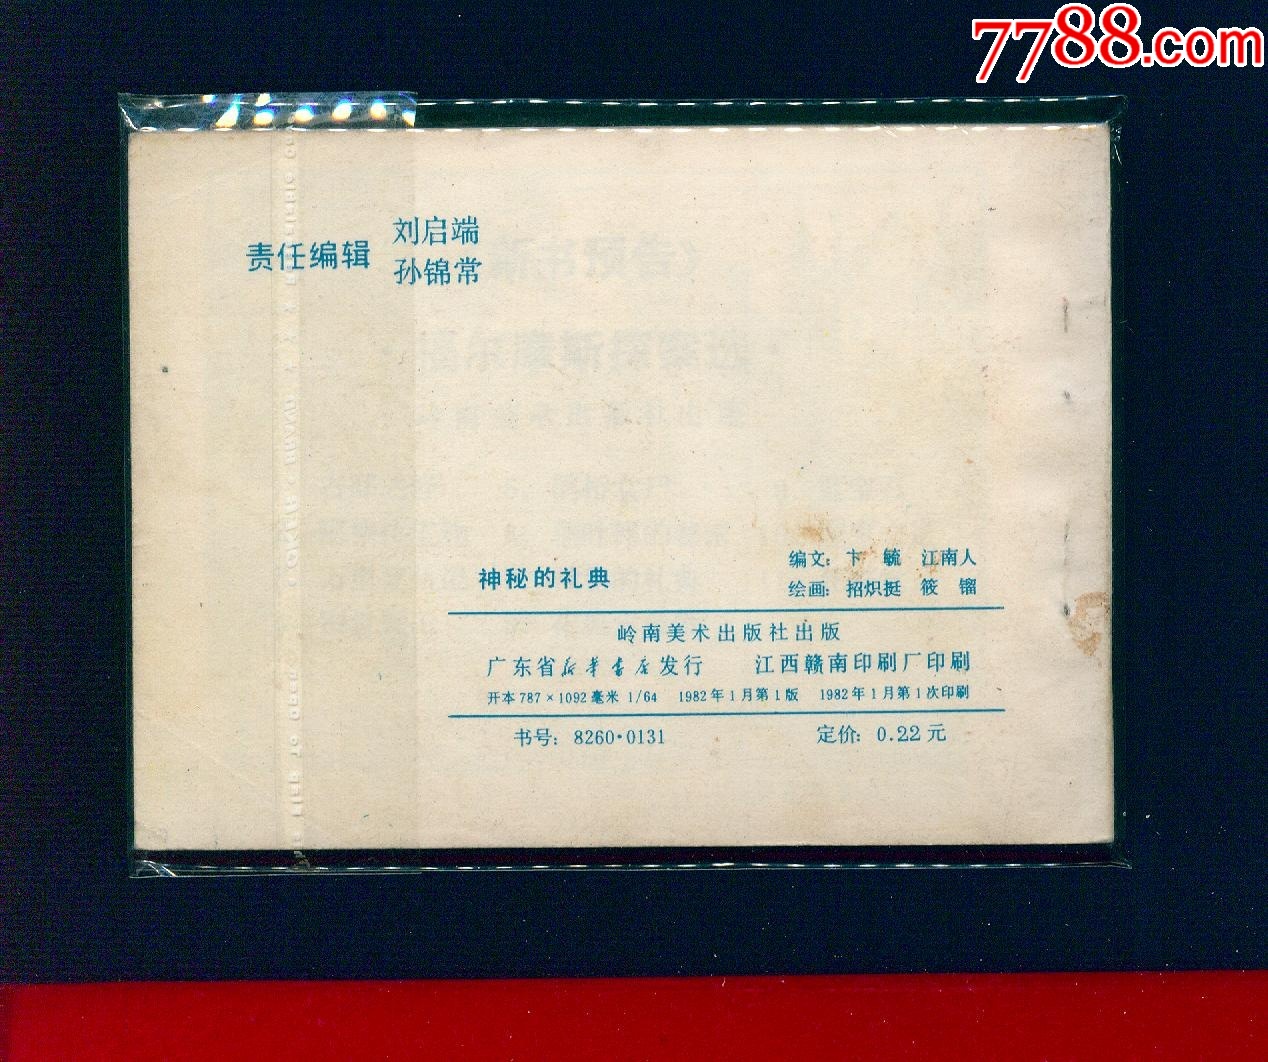 7788.com
责任编辑 刘启端
孙锦常
神秘的礼典
编文：卞 毓 江南人
绘画：招炽挺 筱 镏
岭南美术出版社出版
广东省新华书店发行 江西赣南印刷厂印刷
开本787×1092毫米 1/64 1982年1月第1版 1982年1月第1次印刷
书号：8260·0131 定价：0.22元